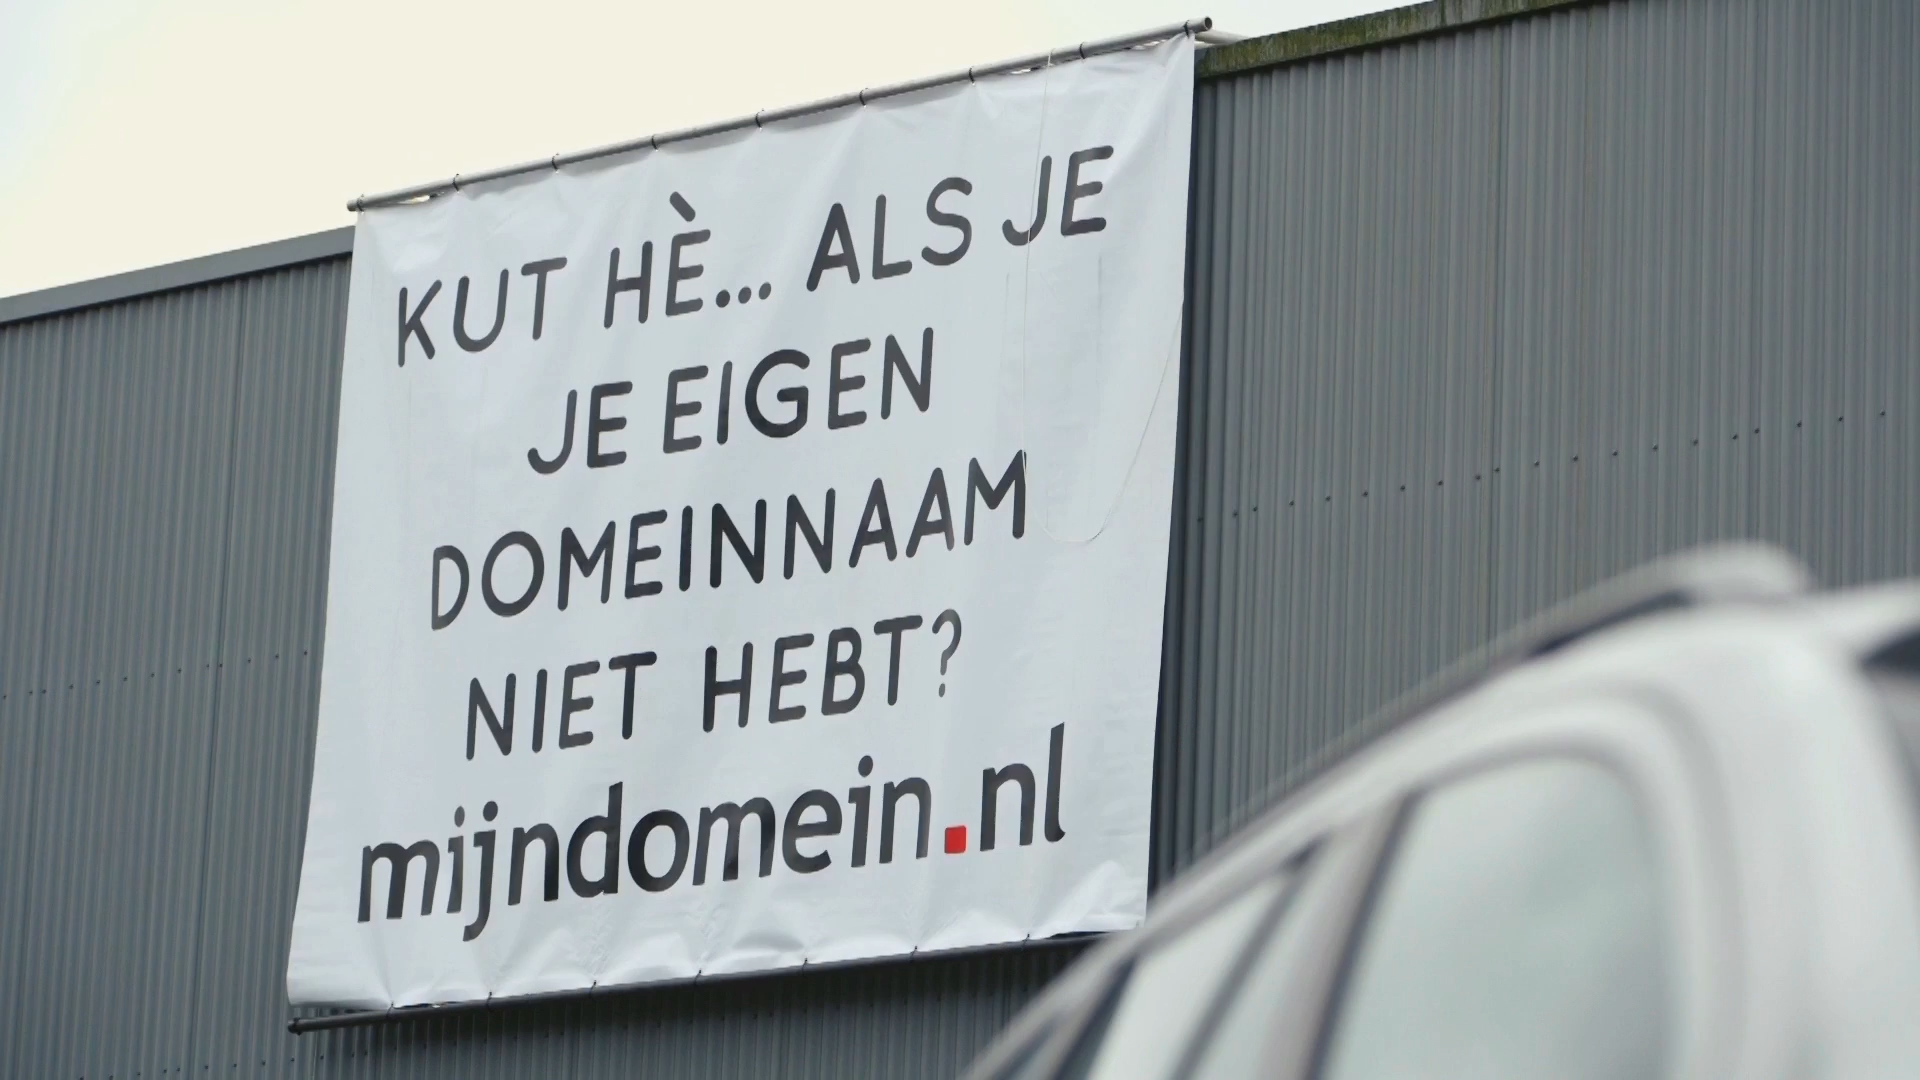 KUT HÈ... ALS JE
JE EIGEN
DOMEINNAAM
NIET HEBT?
mijndomein.nl